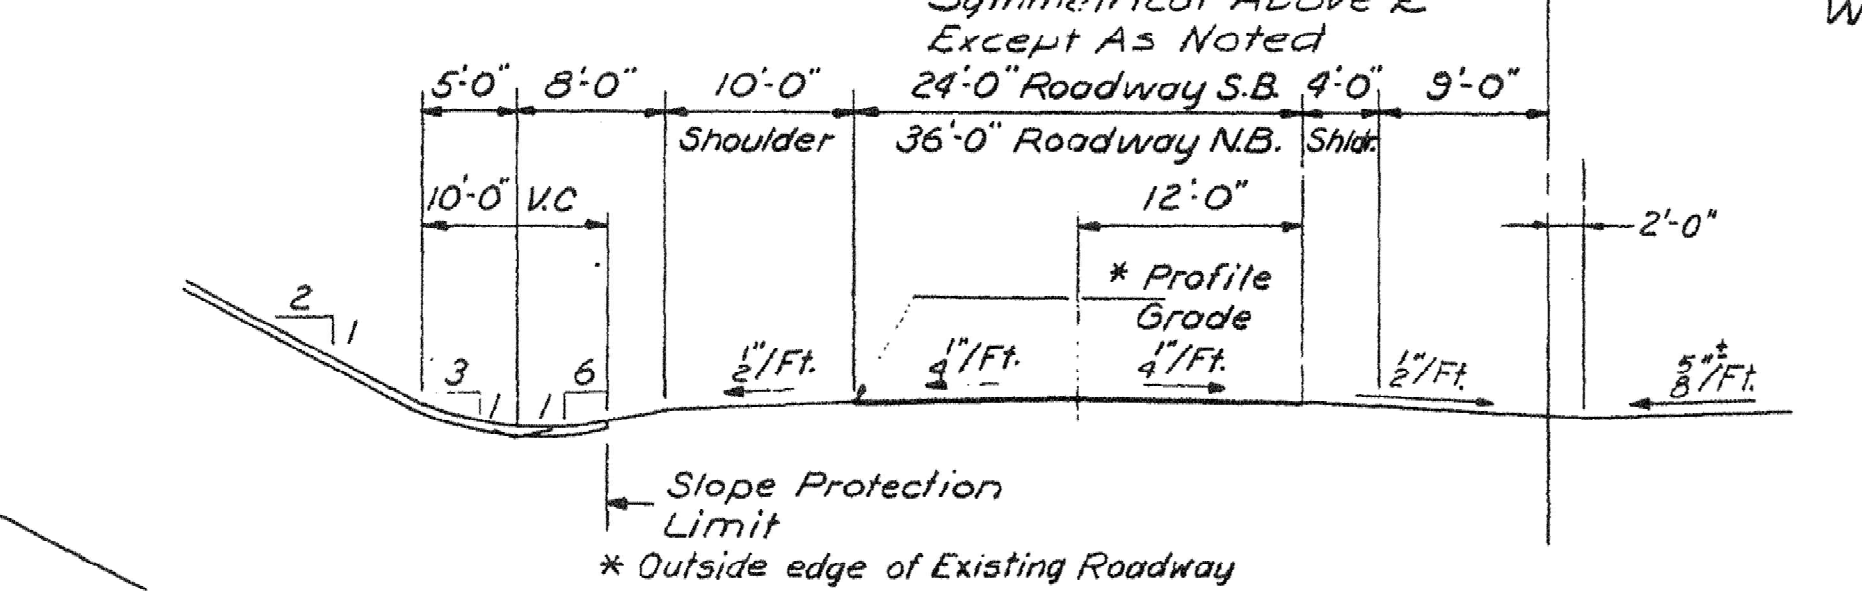 Symmetrical Above ℄
Except As Noted
5'-0" 8'-0" 10'-0" 24'-0" Roadway S.B. 4'-0" 9'-0"
Shoulder 36'-0" Roadway N.B. Shldr.
10'-0" V.C 12'-0" 2'-0"
* Profile
Grade
2
1
3 1 1 6
1/2"/Ft. 1/4"/Ft. 1/4"/Ft. 1/2"/Ft. 5/8"±/Ft.
Slope Protection
Limit
* Outside edge of Existing Roadway